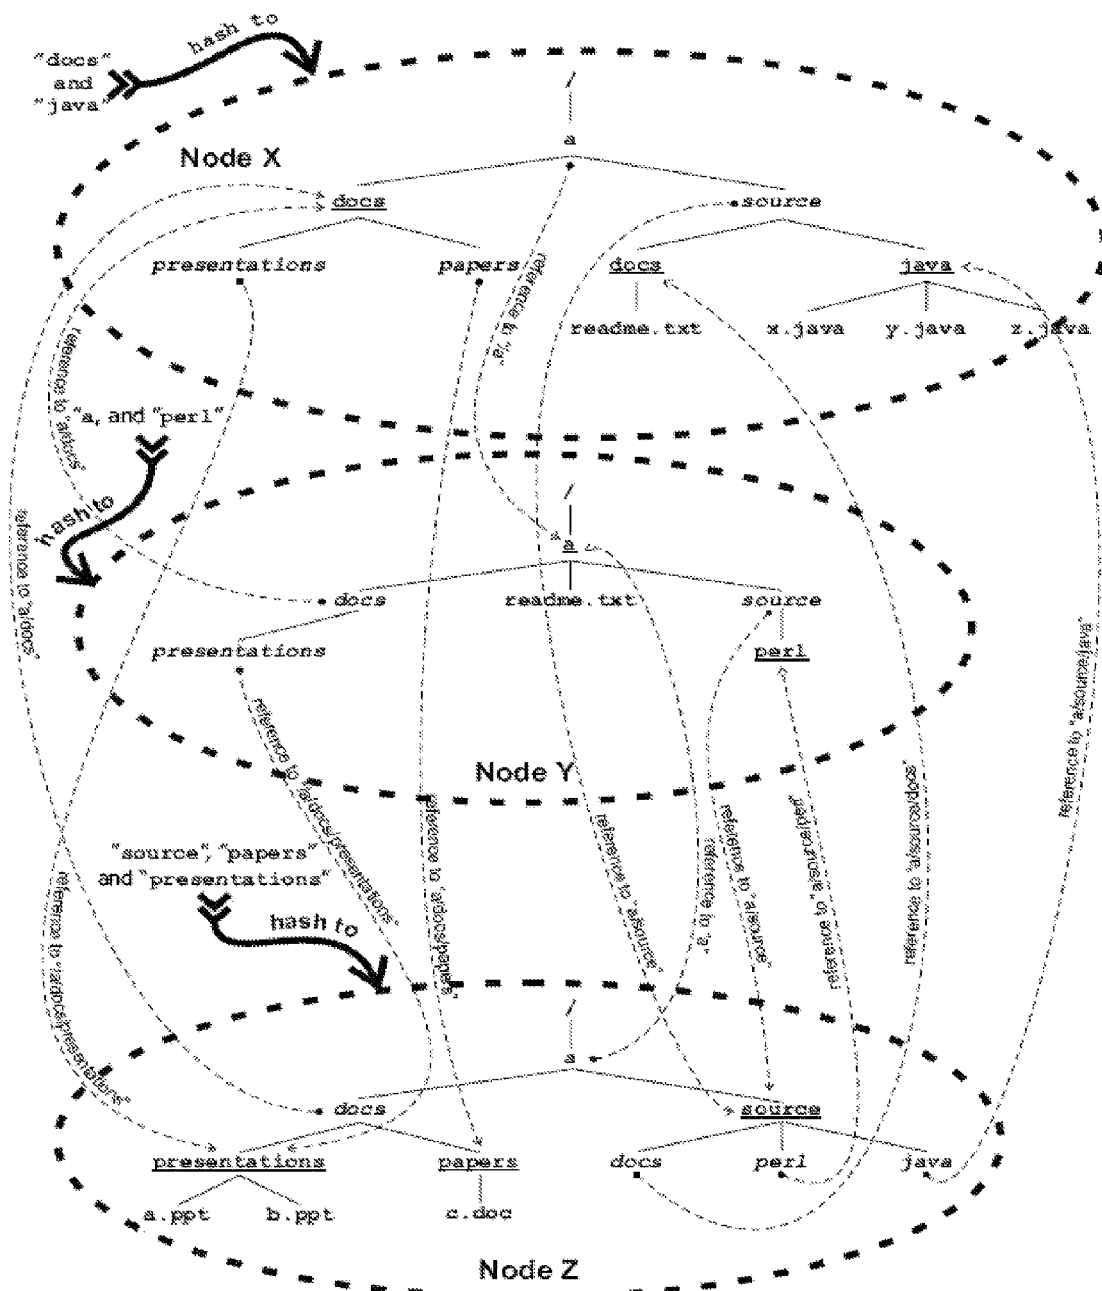 hash to
"docs"
and
"java"
/
a
Node X
docs
source
presentations
papers
docs
java
readme.txt
x.java
y.java
z.java
reference to "/a"
reference to "a/docs"
"a, and "perl"
hash to
reference to "a/docs"
/
a
docs
readme.txt
source
presentations
perl
Node Y
reference to "/a/docs/presentations"
reference to "a/docs/papers"
reference to "a/source"
reference to "a"
reference to "a/source"
reference to "a/source/perl"
reference to "a/source/docs"
reference to "a/source/java"
"source", "papers"
and "presentations"
hash to
reference to "/a/docs/presentations"
/
a
docs
source
presentations
papers
docs
perl
java
a.ppt
b.ppt
c.doc
Node Z